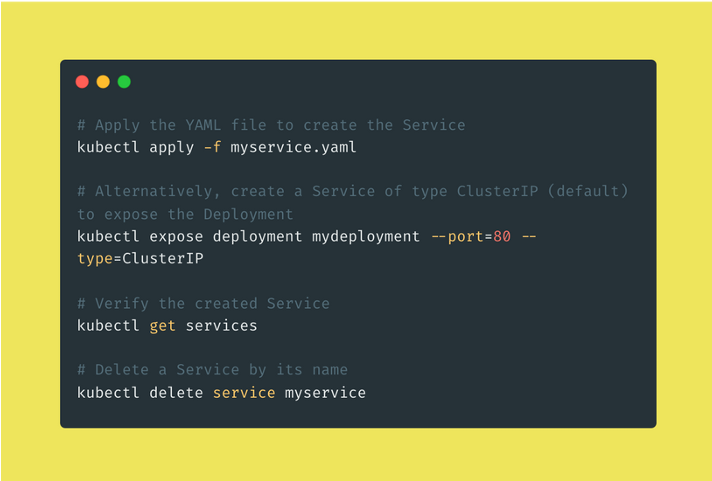 # Apply the YAML file to create the Service
kubectl apply -f myservice.yaml
# Alternatively, create a Service of type ClusterIP (default)
to expose the Deployment
kubectl expose deployment mydeployment --port=80 --
type=ClusterIP
# Verify the created Service
kubectl get services
# Delete a Service by its name
kubectl delete service myservice